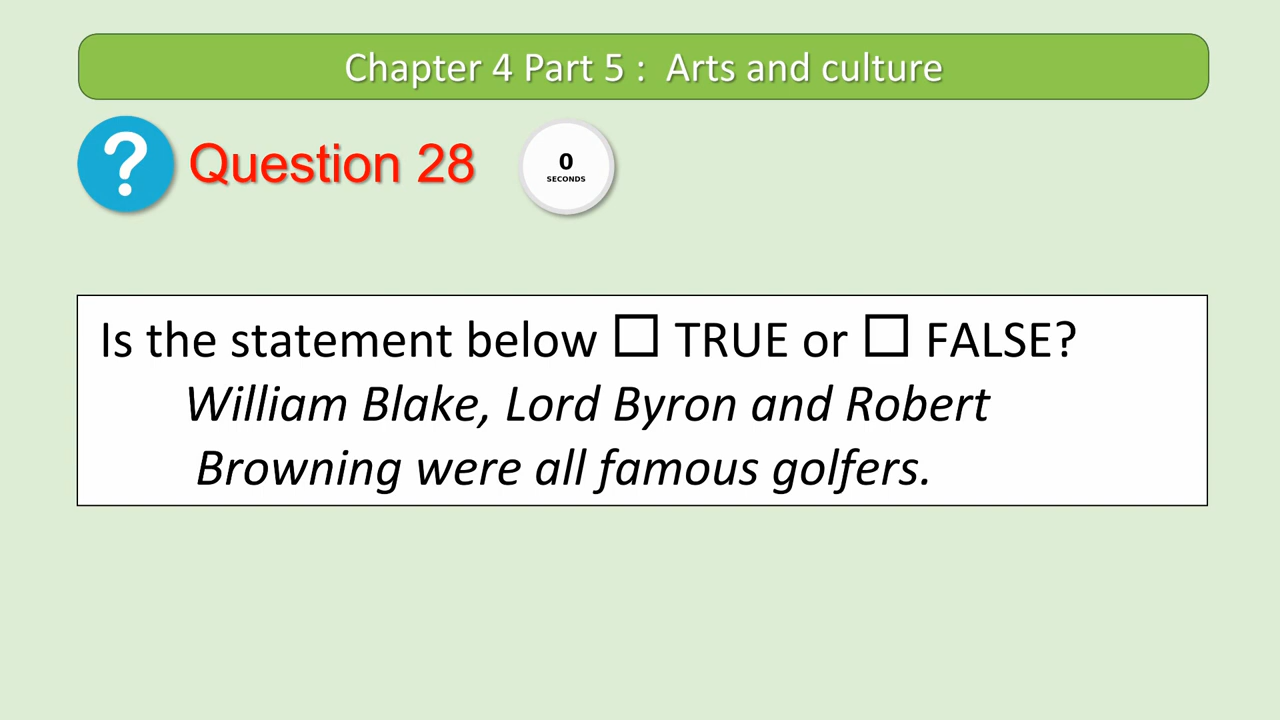 Chapter 4 Part 5 : Arts and culture
?
Question 28
0
SECONDS
Is the statement below ☐ TRUE or ☐ FALSE?
William Blake, Lord Byron and Robert
Browning were all famous golfers.